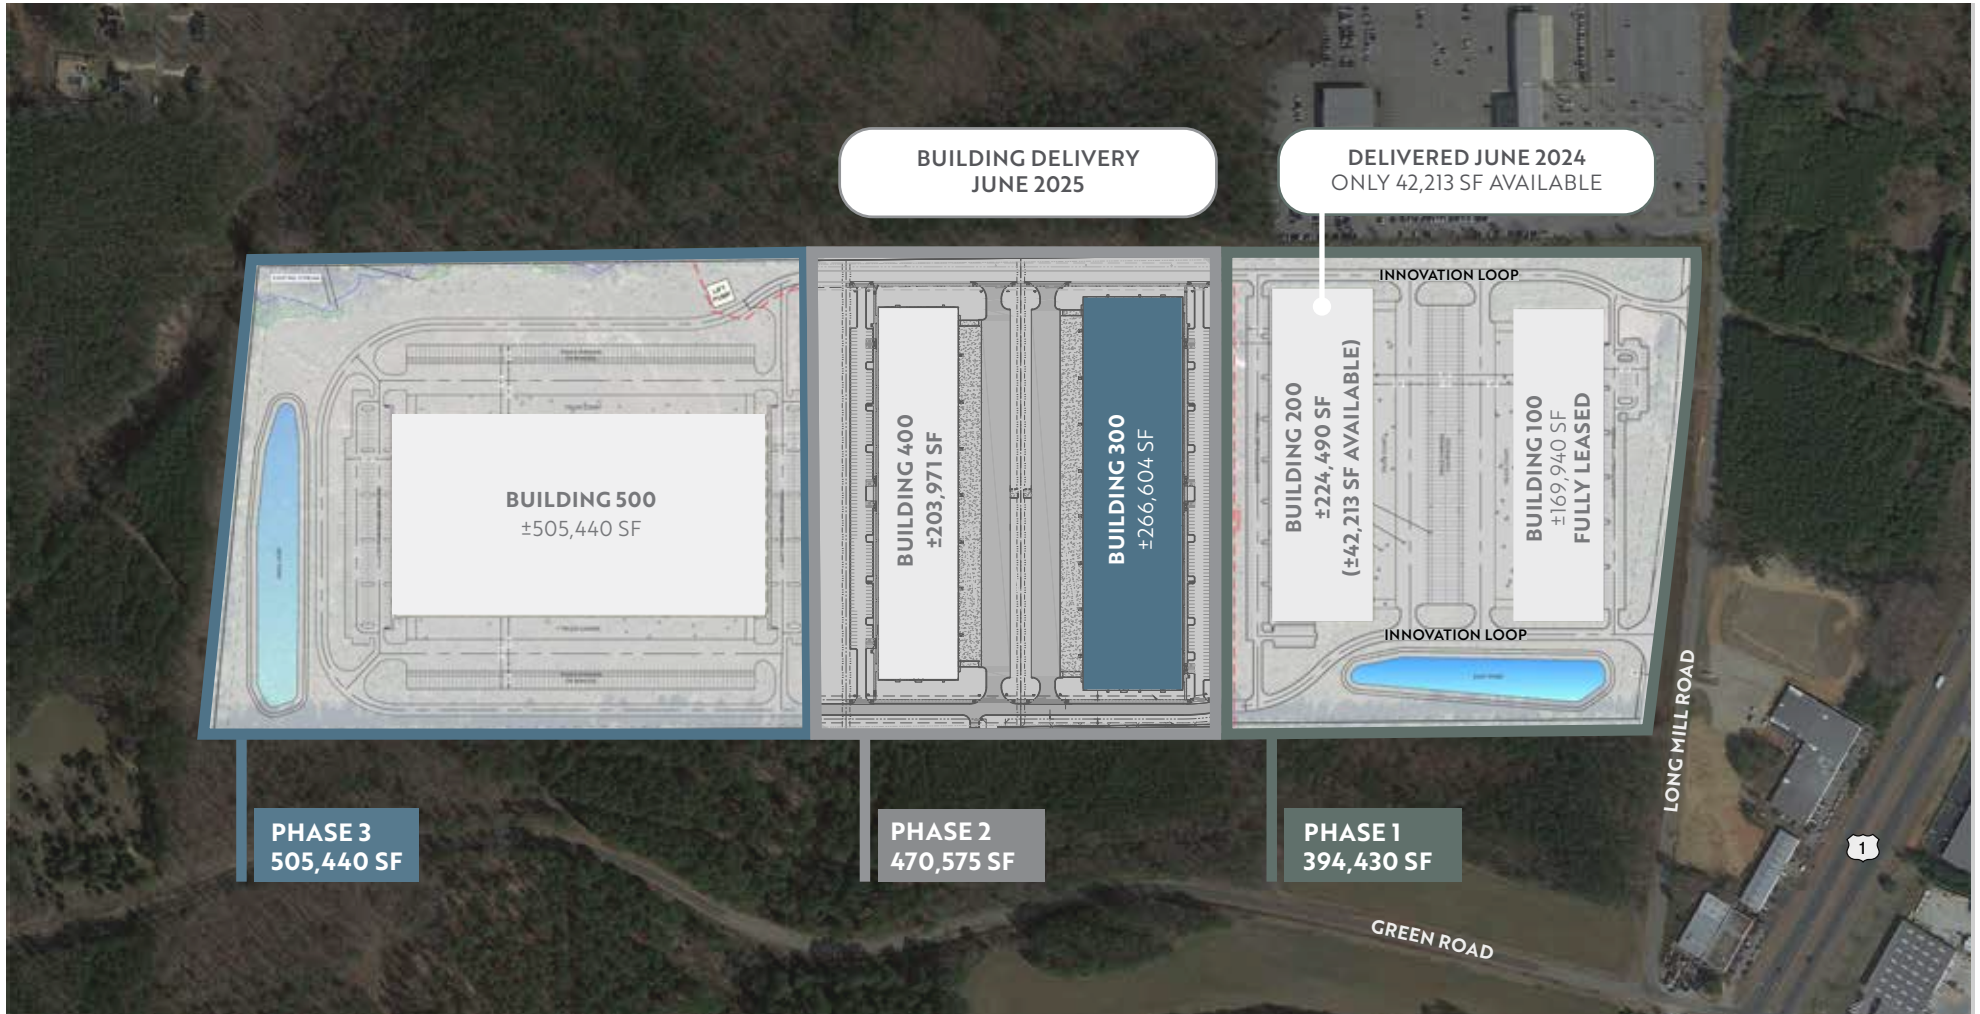 BUILDING DELIVERY
JUNE 2025
DELIVERED JUNE 2024
ONLY 42,213 SF AVAILABLE
LIFT
PUMP
INNOVATION LOOP
BUILDING 500
±505,440 SF
BUILDING 400
±203,971 SF
BUILDING 300
±266,604 SF
BUILDING 200
±224,490 SF
(±42,213 SF AVAILABLE)
BUILDING 100
±169,940 SF
FULLY LEASED
INNOVATION LOOP
LONG MILL ROAD
PHASE 3
505,440 SF
PHASE 2
470,575 SF
PHASE 1
394,430 SF
1
GREEN ROAD